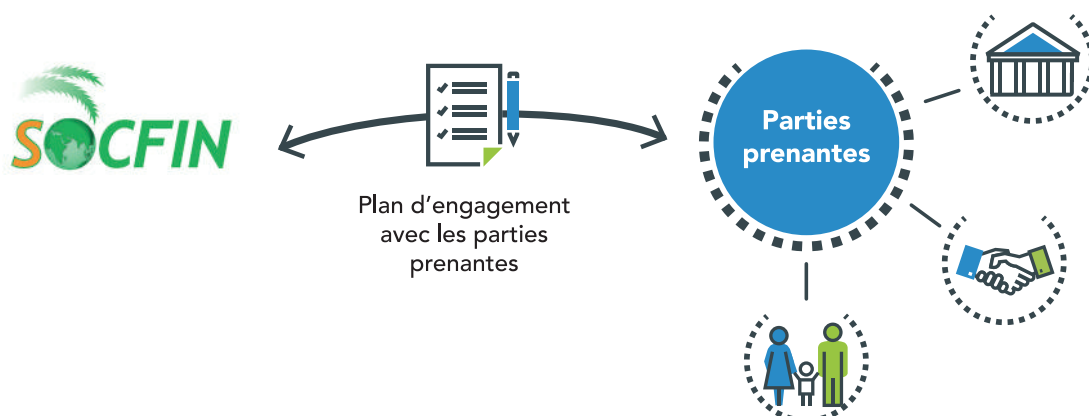 SOCFIN
Plan d’engagement
avec les parties
prenantes
Parties
prenantes